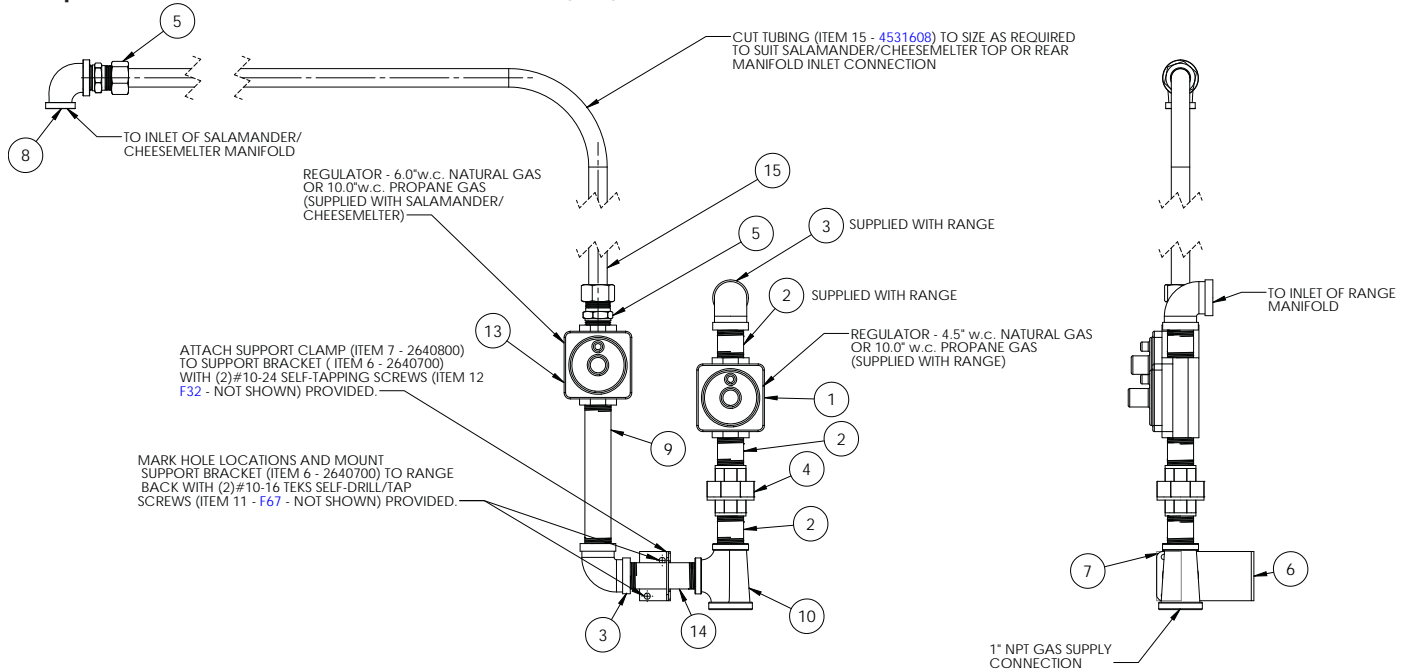 5
CUT TUBING (ITEM 15 - 4531608) TO SIZE AS REQUIRED
TO SUIT SALAMANDER/CHEESEMELTER TOP OR REAR
MANIFOLD INLET CONNECTION
8
TO INLET OF SALAMANDER/
CHEESEMELTER MANIFOLD
REGULATOR - 6.0"w.c. NATURAL GAS
OR 10.0"w.c. PROPANE GAS
(SUPPLIED WITH SALAMANDER/
CHEESEMELTER)
15
5
3 SUPPLIED WITH RANGE
2 SUPPLIED WITH RANGE
TO INLET OF RANGE
MANIFOLD
13
REGULATOR - 4.5" w.c. NATURAL GAS
OR 10.0" w.c. PROPANE GAS
(SUPPLIED WITH RANGE)
ATTACH SUPPORT CLAMP (ITEM 7 - 2640800)
TO SUPPORT BRACKET ( ITEM 6 - 2640700)
WITH (2)#10-24 SELF-TAPPING SCREWS (ITEM 12
F32 - NOT SHOWN) PROVIDED.
1
9
2
MARK HOLE LOCATIONS AND MOUNT
SUPPORT BRACKET (ITEM 6 - 2640700) TO RANGE
BACK WITH (2)#10-16 TEKS SELF-DRILL/TAP
SCREWS (ITEM 11 - F67 - NOT SHOWN) PROVIDED.
4
2
7
6
3
14
10
1" NPT GAS SUPPLY
CONNECTION